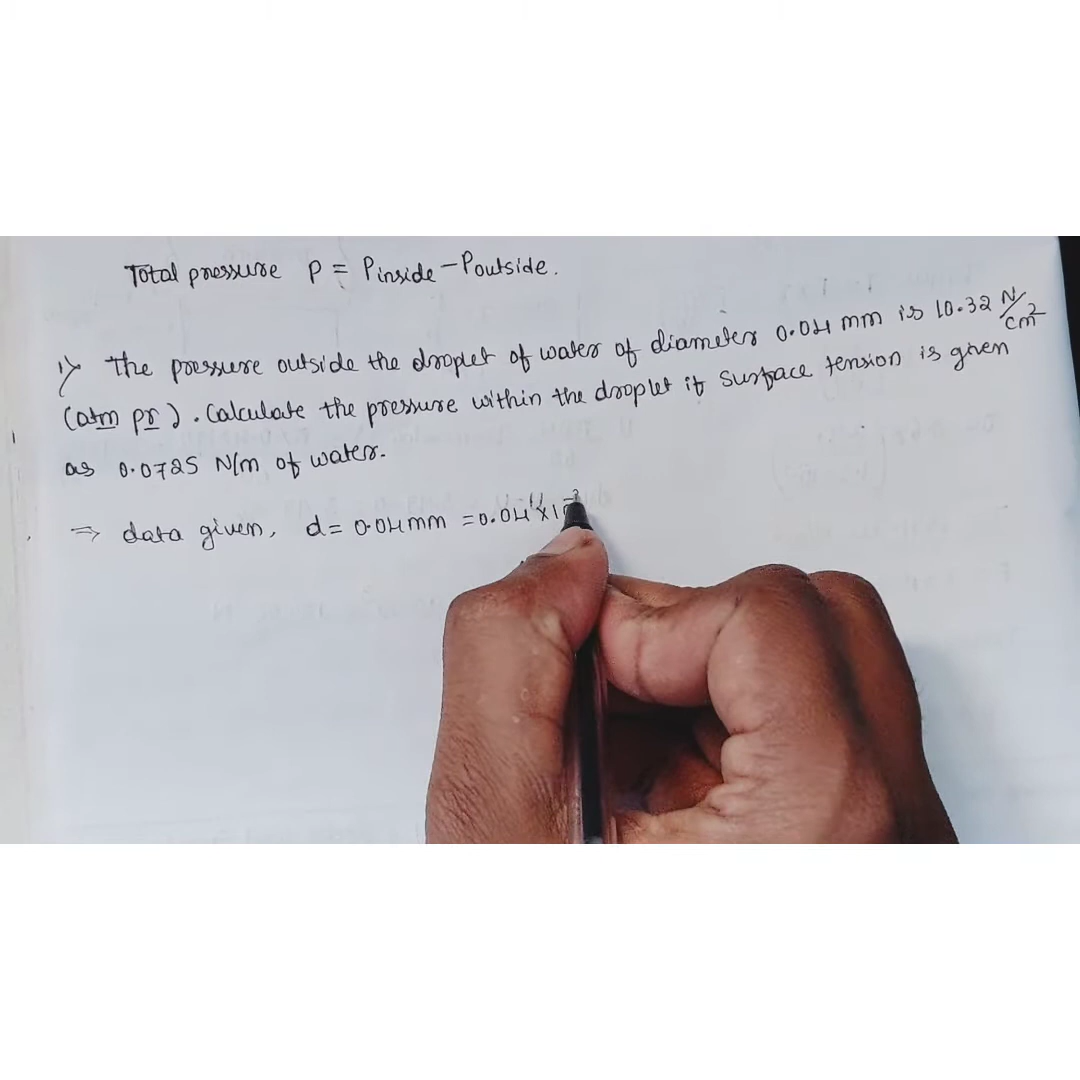 Total pressure P = Pinside - Poutside.
1) The pressure outside the droplet of water of diameter 0.04 mm is 10.32 N/cm²
(atm pr). Calculate the pressure within the droplet if surface tension is given
as 0.0725 N/m of water.
⇒ data given, d = 0.04mm = 0.04 × 10⁻³